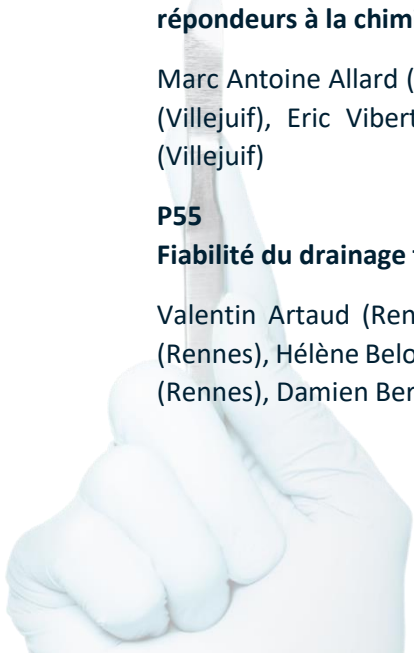 répondeurs à la chim
Marc Antoine Allard (
(Villejuif), Eric Vibert
(Villejuif)
P55
Fiabilité du drainage
Valentin Artaud (Ren
(Rennes), Hélène Belo
(Rennes), Damien Ber